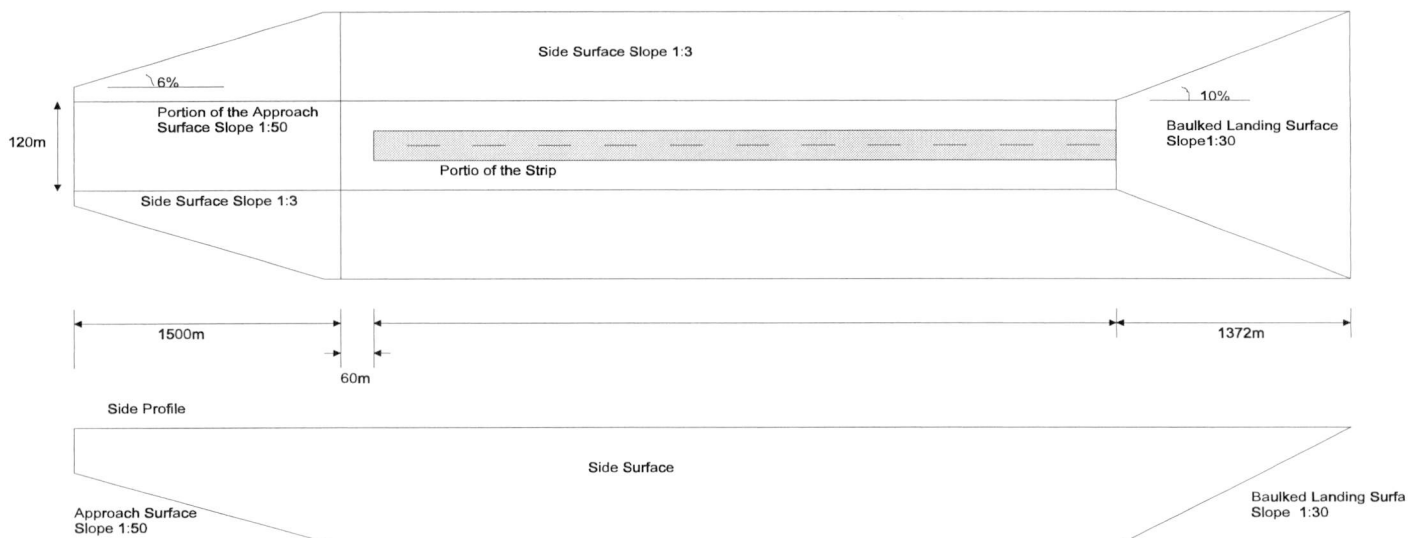 Side Surface Slope 1:3
6%
Portion of the Approach
Surface Slope 1:50
10%
120m
Baulked Landing Surface
Slope1:30
Portio of the Strip
Side Surface Slope 1:3
1500m
1372m
60m
Side Profile
Side Surface
Approach Surface
Slope 1:50
Baulked Landing Surfa
Slope 1:30